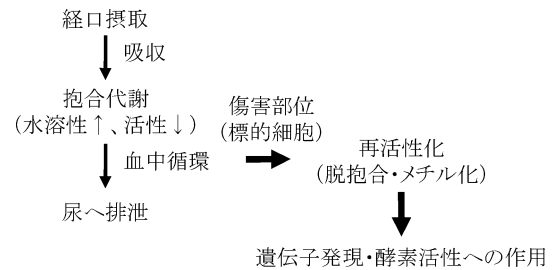 経口摂取
吸収
抱合代謝
(水溶性↑、活性↓)
血中循環
尿へ排泄
傷害部位
(標的細胞)
再活性化
(脱抱合・メチル化)
遺伝子発現・酵素活性への作用